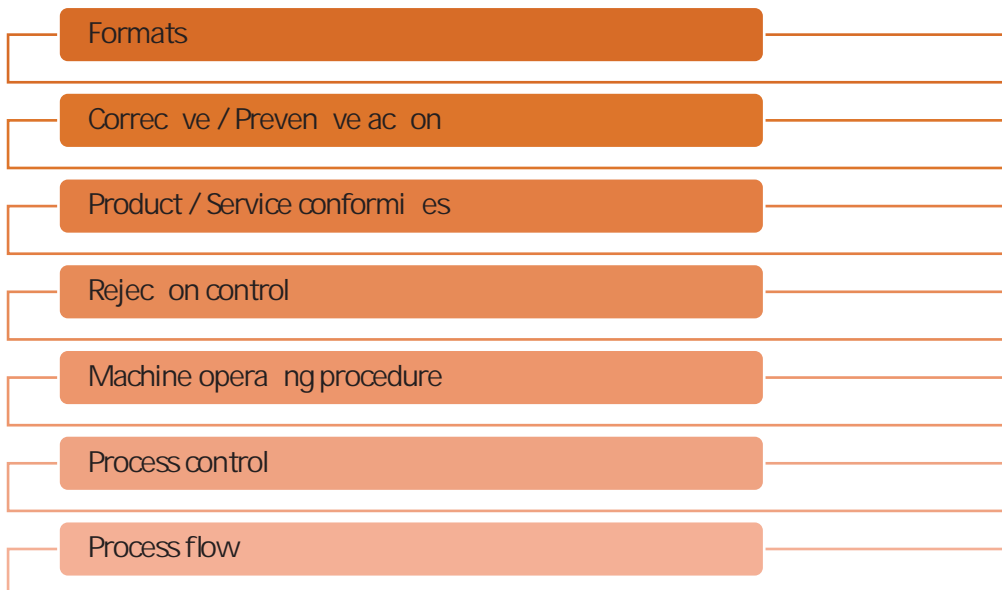 Formats
Correc ve / Preven ve ac on
Product / Service conformi es
Rejec on control
Machine opera ng procedure
Process control
Process flow